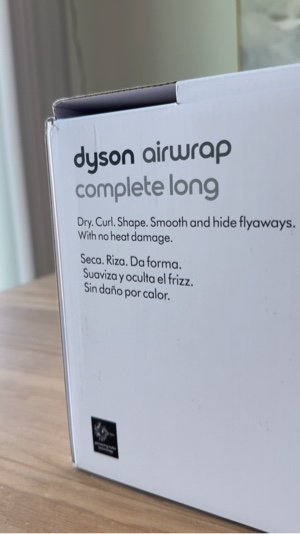 dyson airwrap
complete long
Dry. Curl. Shape. Smooth and hide flyaways.
With no heat damage.
Seca. Riza. Da forma.
Suaviza y oculta el frizz.
Sin daño por calor.